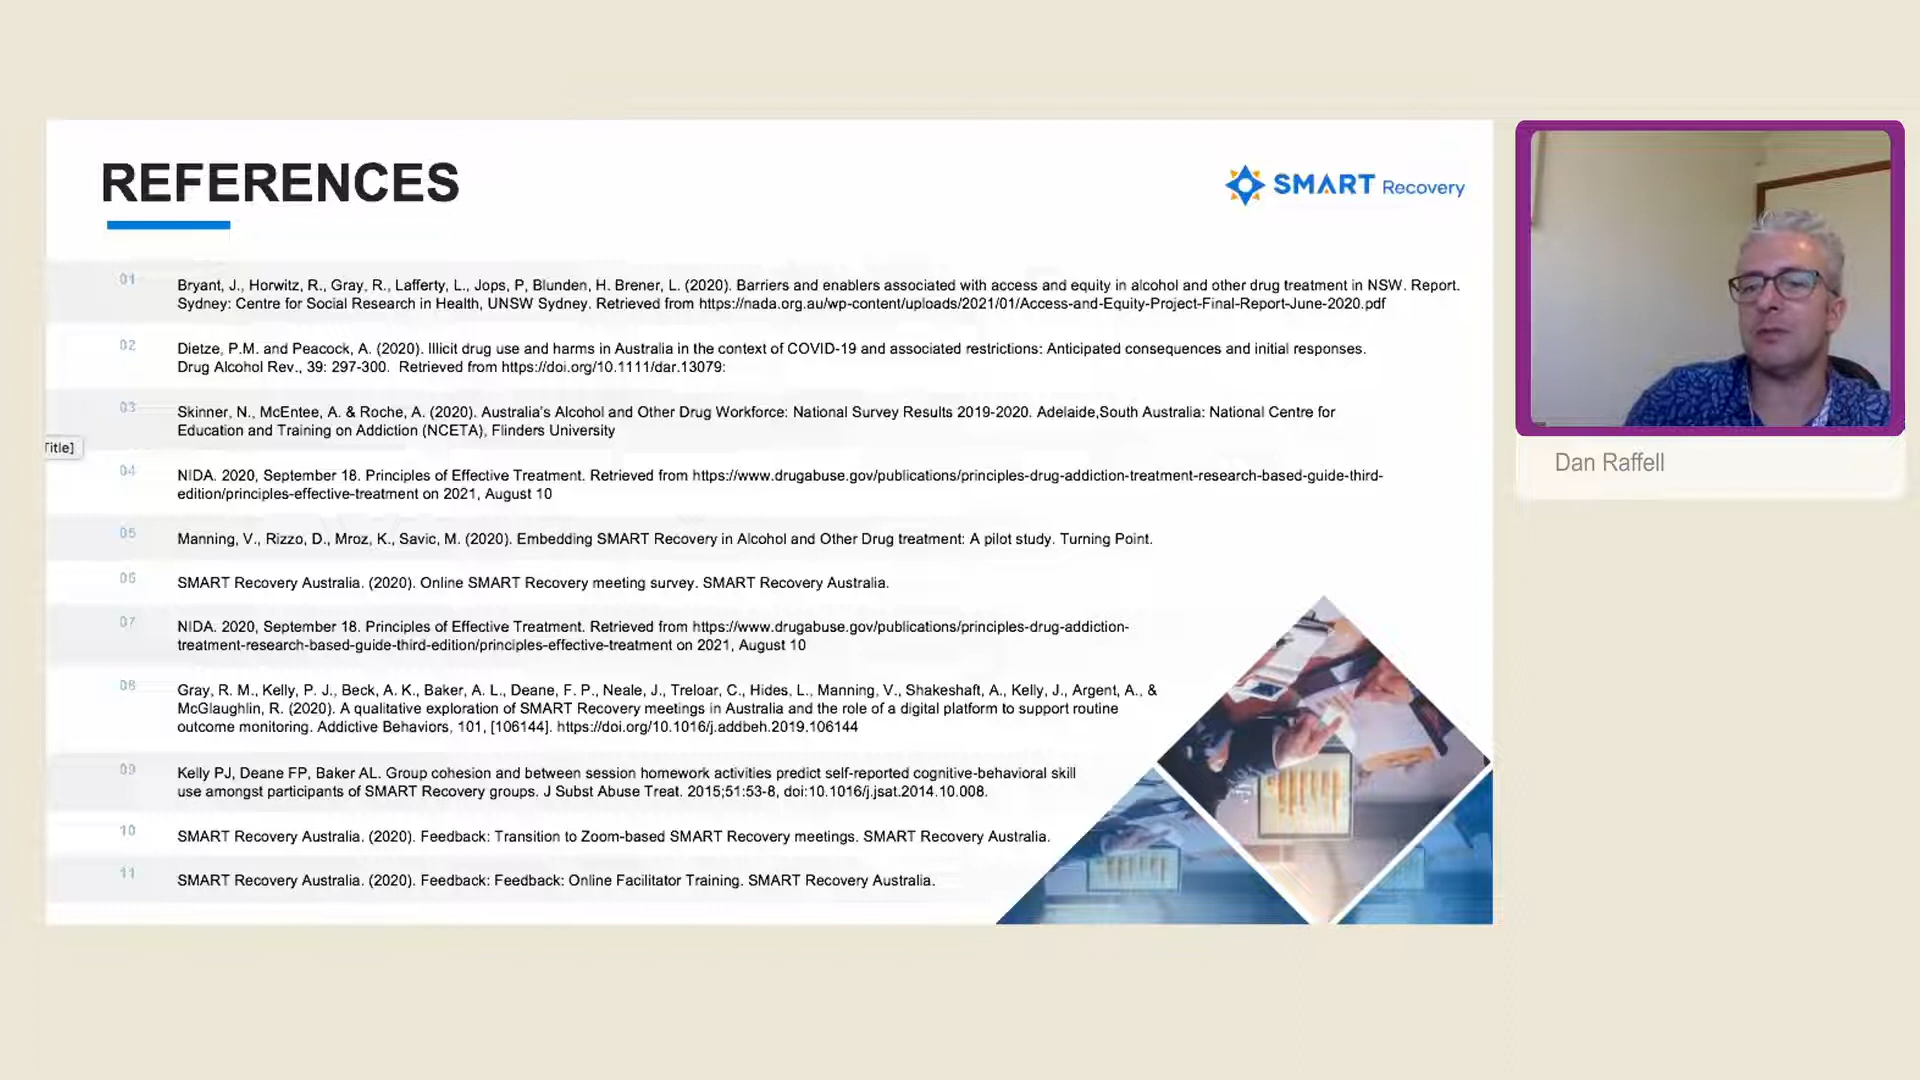 REFERENCES
SMART Recovery
01
Bryant, J., Horwitz, R., Gray, R., Lafferty, L., Jops, P, Blunden, H. Brener, L. (2020). Barriers and enablers associated with access and equity in alcohol and other drug treatment in NSW. Report.
Sydney: Centre for Social Research in Health, UNSW Sydney. Retrieved from https://nada.org.au/wp-content/uploads/2021/01/Access-and-Equity-Project-Final-Report-June-2020.pdf
02
Dietze, P.M. and Peacock, A. (2020). Illicit drug use and harms in Australia in the context of COVID-19 and associated restrictions: Anticipated consequences and initial responses.
Drug Alcohol Rev., 39: 297-300. Retrieved from https://doi.org/10.1111/dar.13079:
03
Skinner, N., McEntee, A. & Roche, A. (2020). Australia's Alcohol and Other Drug Workforce: National Survey Results 2019-2020. Adelaide,South Australia: National Centre for
Education and Training on Addiction (NCETA), Flinders University
Title]
04
NIDA. 2020, September 18. Principles of Effective Treatment. Retrieved from https://www.drugabuse.gov/publications/principles-drug-addiction-treatment-research-based-guide-third-
edition/principles-effective-treatment on 2021, August 10
05
Manning, V., Rizzo, D., Mroz, K., Savic, M. (2020). Embedding SMART Recovery in Alcohol and Other Drug treatment: A pilot study. Turning Point.
06
SMART Recovery Australia. (2020). Online SMART Recovery meeting survey. SMART Recovery Australia.
07
NIDA. 2020, September 18. Principles of Effective Treatment. Retrieved from https://www.drugabuse.gov/publications/principles-drug-addiction-
treatment-research-based-guide-third-edition/principles-effective-treatment on 2021, August 10
08
Gray, R. M., Kelly, P. J., Beck, A. K., Baker, A. L., Deane, F. P., Neale, J., Treloar, C., Hides, L., Manning, V., Shakeshaft, A., Kelly, J., Argent, A., &
McGlaughlin, R. (2020). A qualitative exploration of SMART Recovery meetings in Australia and the role of a digital platform to support routine
outcome monitoring. Addictive Behaviors, 101, [106144]. https://doi.org/10.1016/j.addbeh.2019.106144
09
Kelly PJ, Deane FP, Baker AL. Group cohesion and between session homework activities predict self-reported cognitive-behavioral skill
use amongst participants of SMART Recovery groups. J Subst Abuse Treat. 2015;51:53-8, doi:10.1016/j.jsat.2014.10.008.
10
SMART Recovery Australia. (2020). Feedback: Transition to Zoom-based SMART Recovery meetings. SMART Recovery Australia.
11
SMART Recovery Australia. (2020). Feedback: Feedback: Online Facilitator Training. SMART Recovery Australia.
Dan Raffell